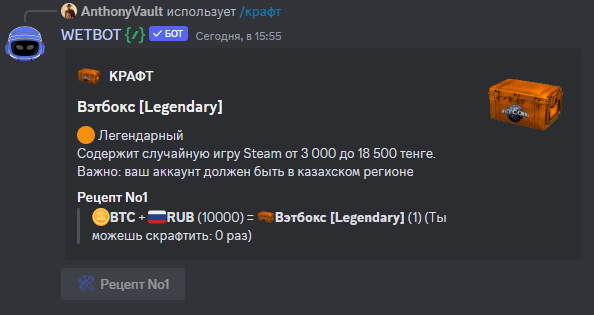 AnthonyVault использует /крафт
WETBOT {/} ✓ БОТ Сегодня, в 15:55
КРАФТ
Вэтбокс [Legendary]
Легендарный
Содержит случайную игру Steam от 3 000 до 18 500 тенге.
Важно: ваш аккаунт должен быть в казахском регионе
Рецепт No1
BTC + RUB (10000) = Вэтбокс [Legendary] (1) (Ты
можешь скрафтить: 0 раз)
Рецепт No1